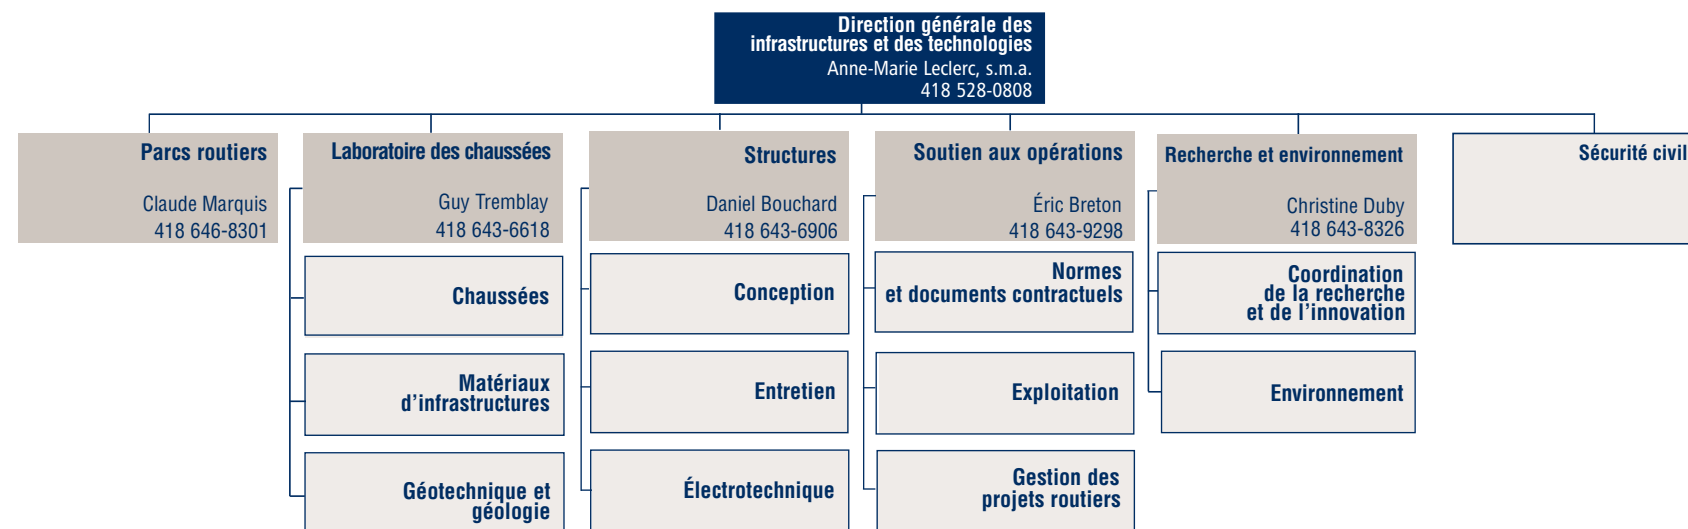 Direction générale des
infrastructures et des technologies
Anne-Marie Leclerc, s.m.a.
418 528-0808
Parcs routiers
Claude Marquis
418 646-8301
Laboratoire des chaussées
Guy Tremblay
418 643-6618
Chaussées
Matériaux
d’infrastructures
Géotechnique et
géologie
Structures
Daniel Bouchard
418 643-6906
Conception
Entretien
Électrotechnique
Soutien aux opérations
Éric Breton
418 643-9298
Normes
et documents contractuels
Exploitation
Gestion des
projets routiers
Recherche et environnement
Christine Duby
418 643-8326
Coordination
de la recherche
et de l’innovation
Environnement
Sécurité civil